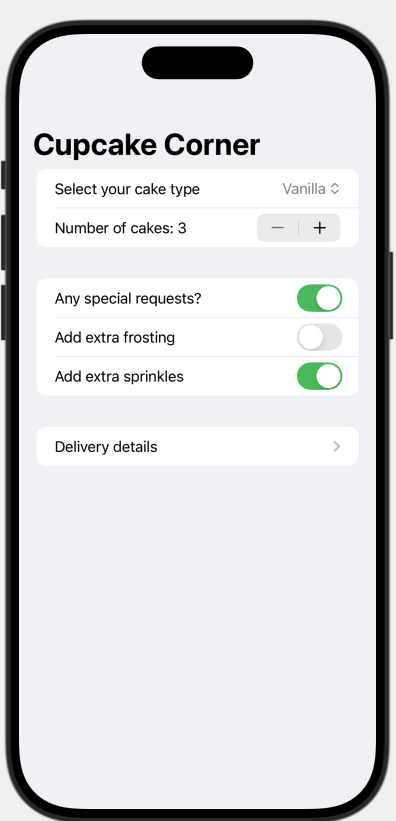 Cupcake Corner
Select your cake type Vanilla
Number of cakes: 3
Any special requests?
Add extra frosting
Add extra sprinkles
Delivery details